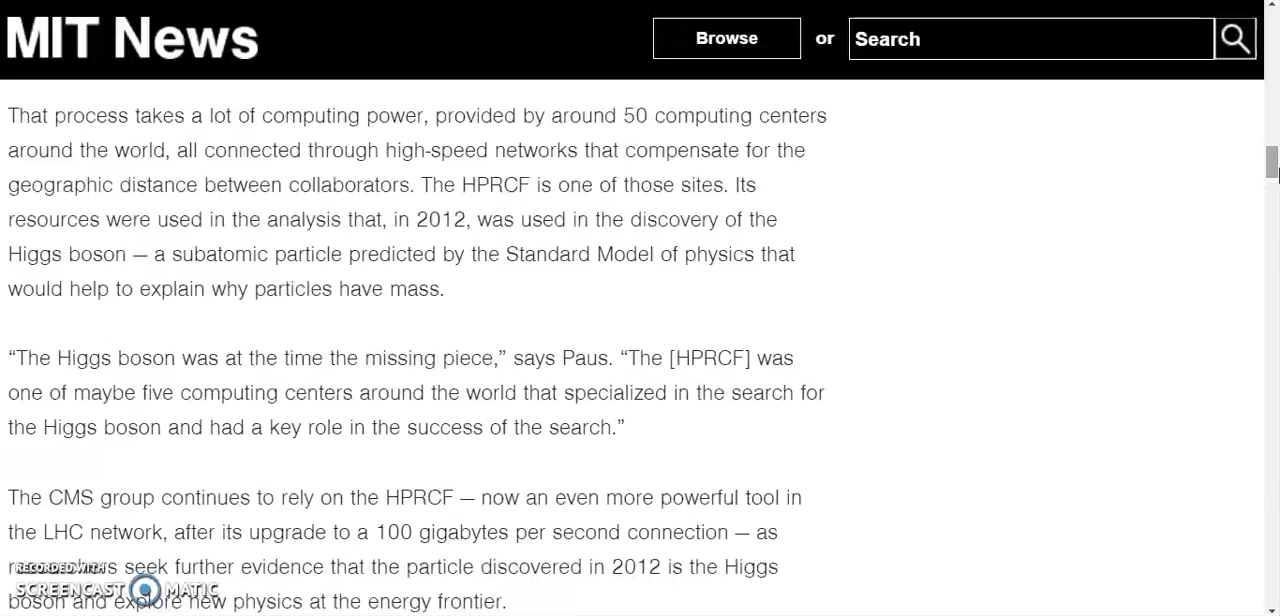 MIT News
Browse or Search
That process takes a lot of computing power, provided by around 50 computing centers
around the world, all connected through high-speed networks that compensate for the
geographic distance between collaborators. The HPRCF is one of those sites. Its
resources were used in the analysis that, in 2012, was used in the discovery of the
Higgs boson — a subatomic particle predicted by the Standard Model of physics that
would help to explain why particles have mass.
“The Higgs boson was at the time the missing piece,” says Paus. “The [HPRCF] was
one of maybe five computing centers around the world that specialized in the search for
the Higgs boson and had a key role in the success of the search.”
The CMS group continues to rely on the HPRCF — now an even more powerful tool in
the LHC network, after its upgrade to a 100 gigabytes per second connection — as
seek further evidence that the particle discovered in 2012 is the Higgs
boson and explore new physics at the energy frontier.
RECORDED WITH
SCREENCAST MATIC